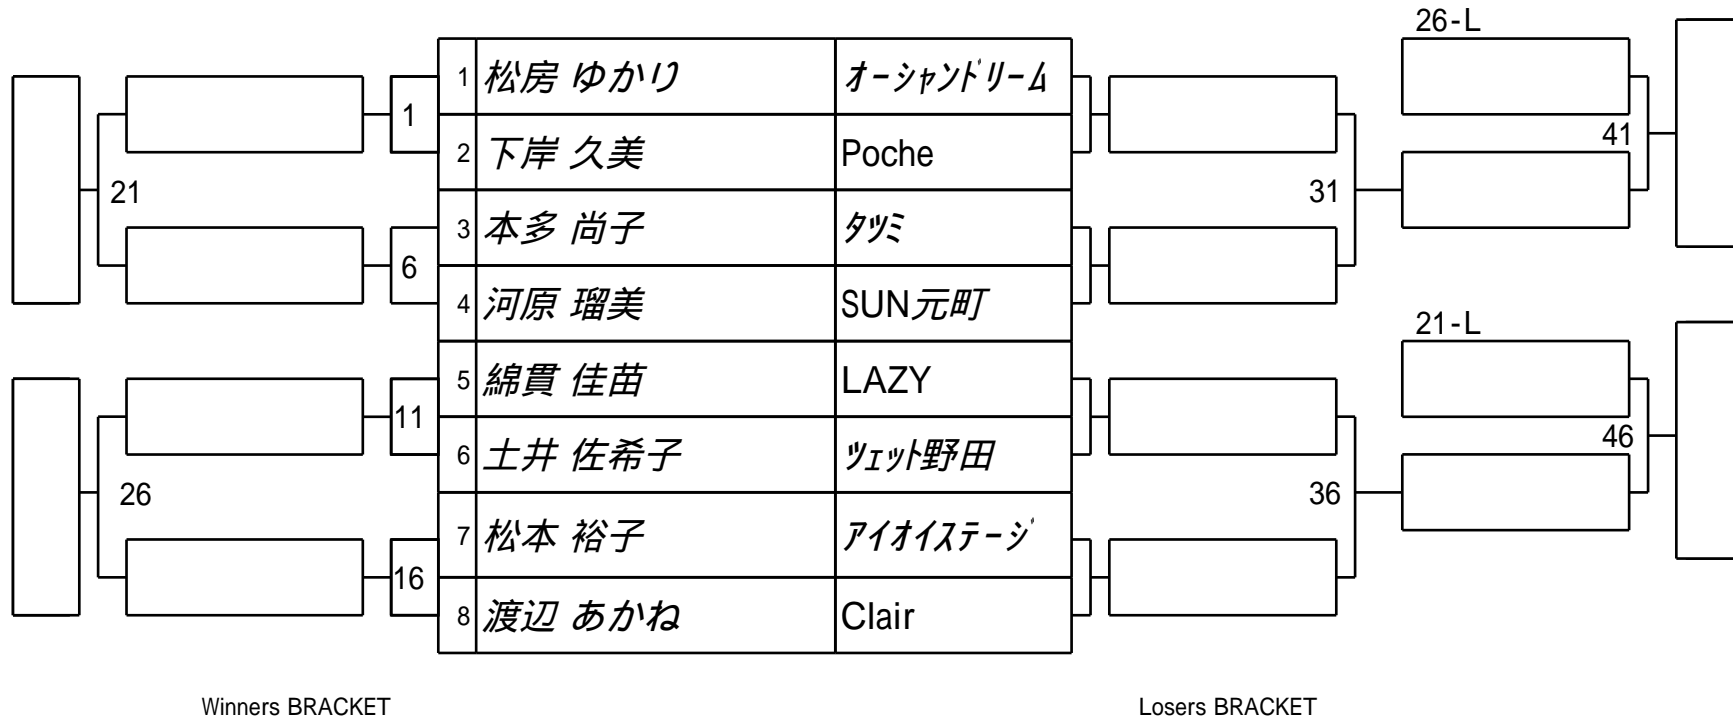 26-L
1 松房 ゆかり オーシャンドリーム
1
41
2 下岸 久美 Poche
21
31
3 本多 尚子 タツミ
6
4 河原 瑠美 SUN元町
21-L
5 綿貫 佳苗 LAZY
11
46
6 土井 佐希子 ツェット野田
26
36
7 松本 裕子 アイオイステージ
16
8 渡辺 あかね Clair
Winners BRACKET
Losers BRACKET